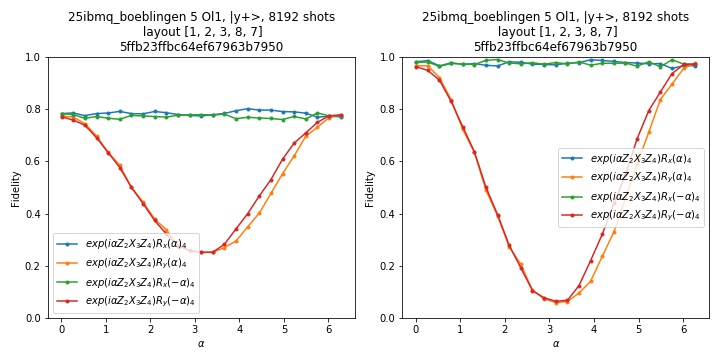 25ibmq_boeblingen 5 Ol1, |y+>, 8192 shots
layout [1, 2, 3, 8, 7]
5ffb23ffbc64ef67963b7950
Fidelity
1.0
0.8
0.6
0.4
0.2
0.0
0 1 2 3 4 5 6
α
exp(iαZ₂X₃Z₄)Rₓ(α)₄
exp(iαZ₂X₃Z₄)Rᵧ(α)₄
exp(iαZ₂X₃Z₄)Rₓ(−α)₄
exp(iαZ₂X₃Z₄)Rᵧ(−α)₄
25ibmq_boeblingen 5 Ol1, |y+>, 8192 shots
layout [1, 2, 3, 8, 7]
5ffb23ffbc64ef67963b7950
Fidelity
1.0
0.8
0.6
0.4
0.2
0.0
0 1 2 3 4 5 6
α
exp(iαZ₂X₃Z₄)Rₓ(α)₄
exp(iαZ₂X₃Z₄)Rᵧ(α)₄
exp(iαZ₂X₃Z₄)Rₓ(−α)₄
exp(iαZ₂X₃Z₄)Rᵧ(−α)₄